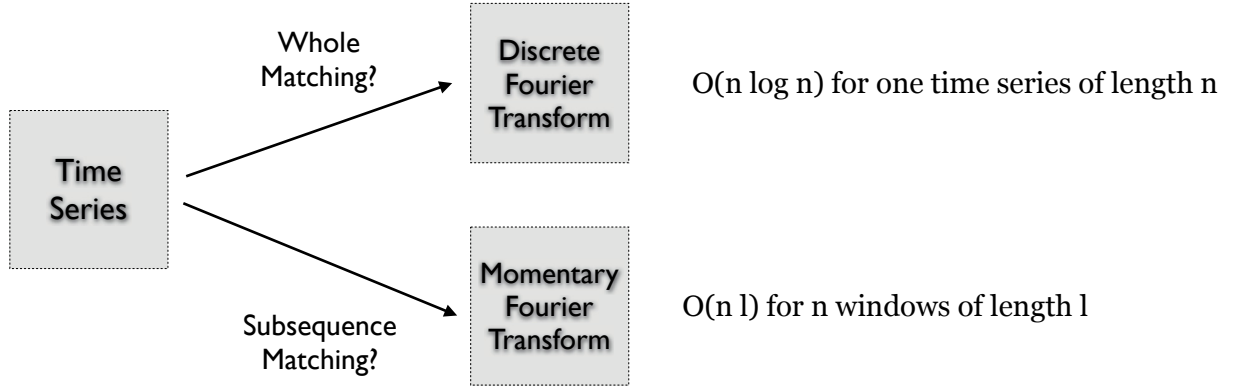 Time
Series
Whole
Matching?
Discrete
Fourier
Transform
O(n log n) for one time series of length n
Subsequence
Matching?
Momentary
Fourier
Transform
O(n l) for n windows of length l